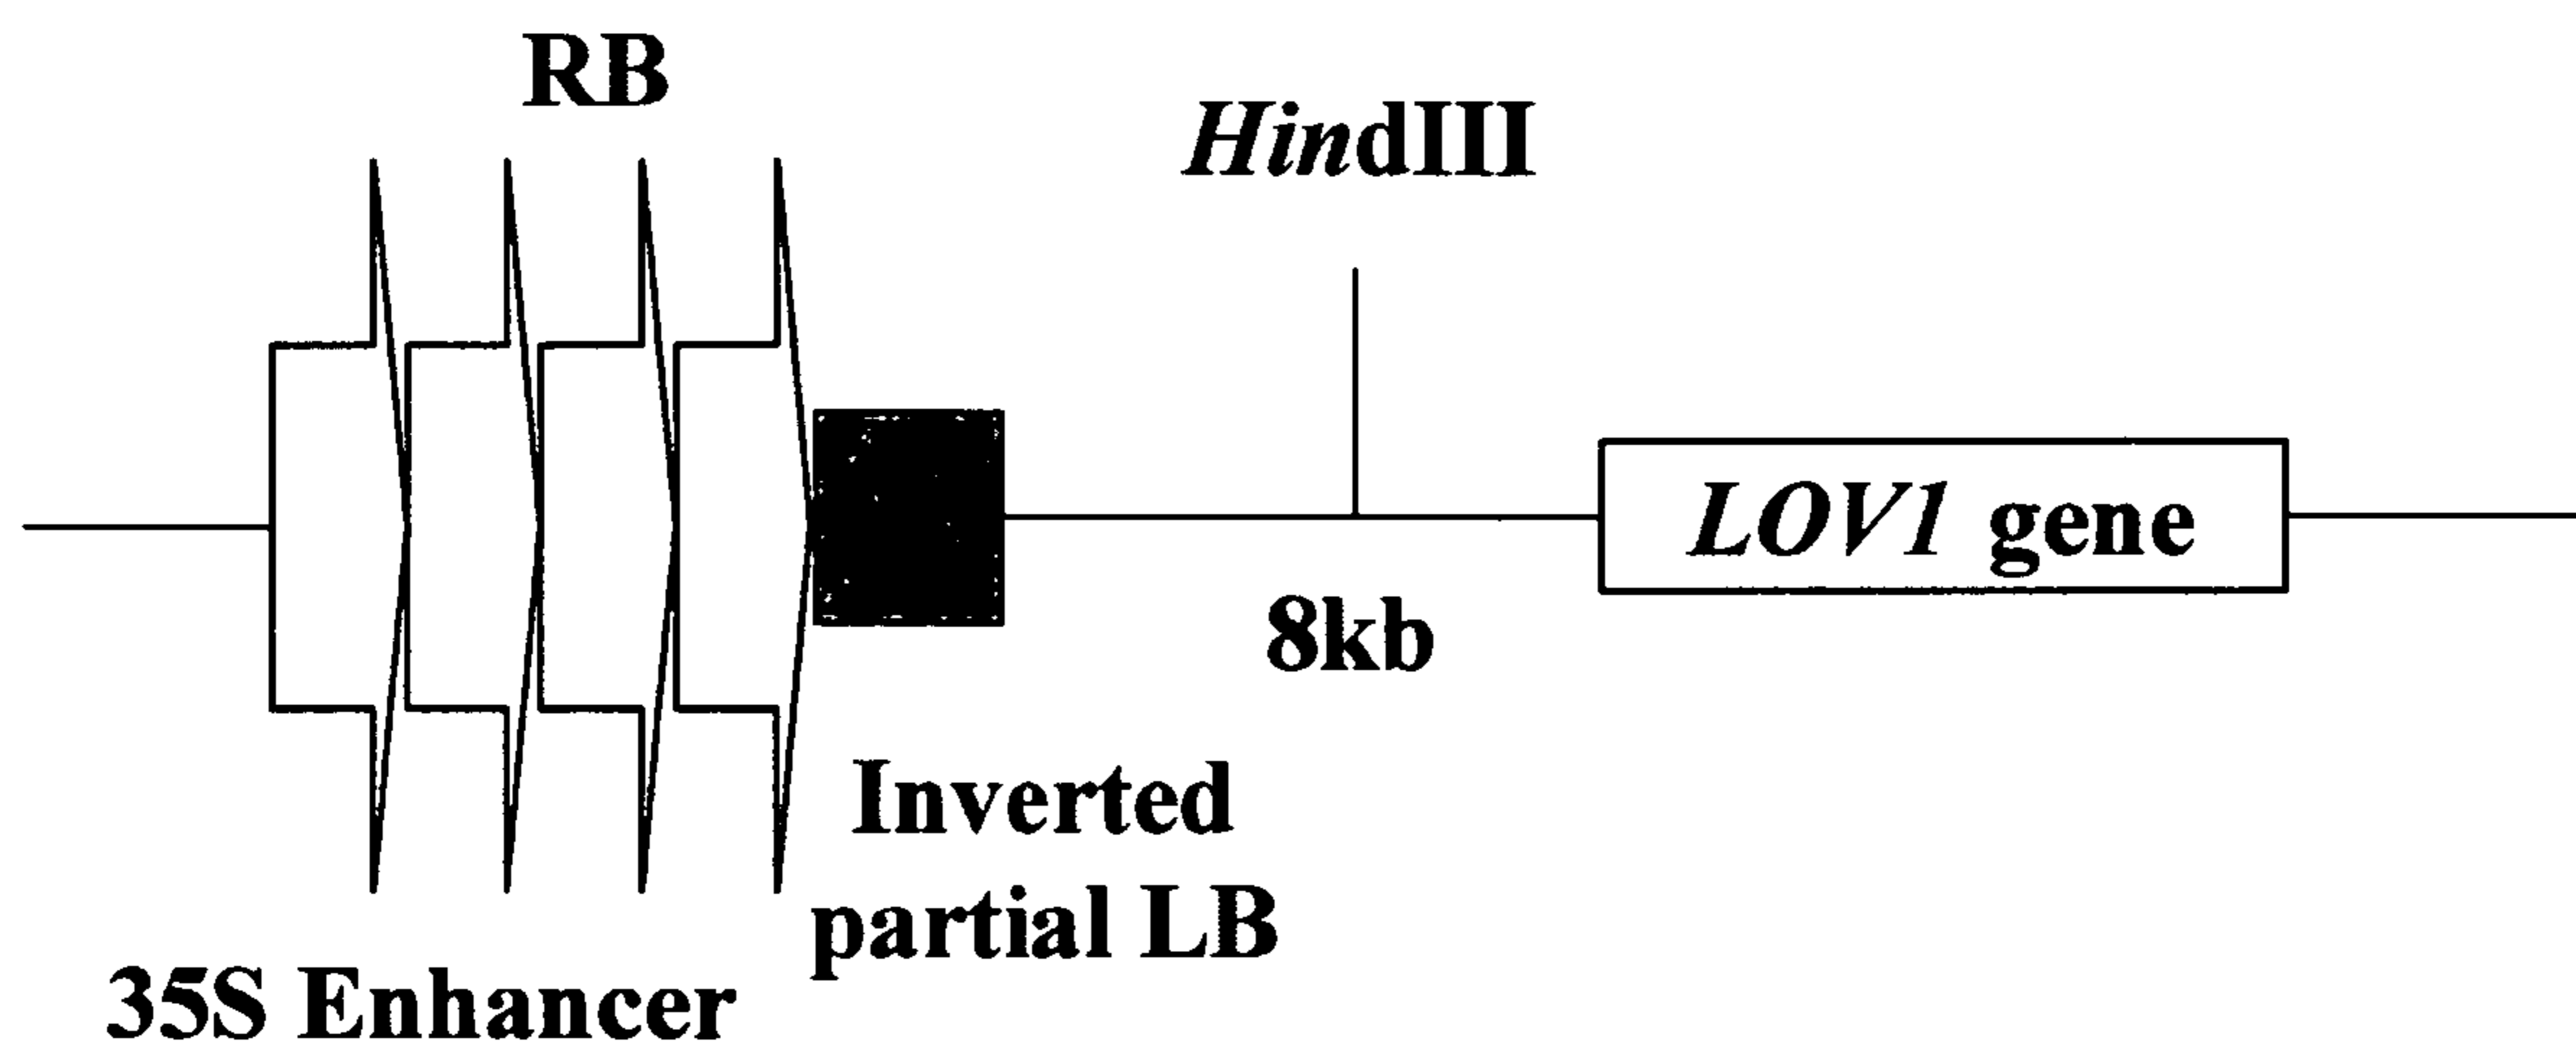 RB
HindIII
LOV1 gene
8kb
Inverted
partial LB
35S Enhancer